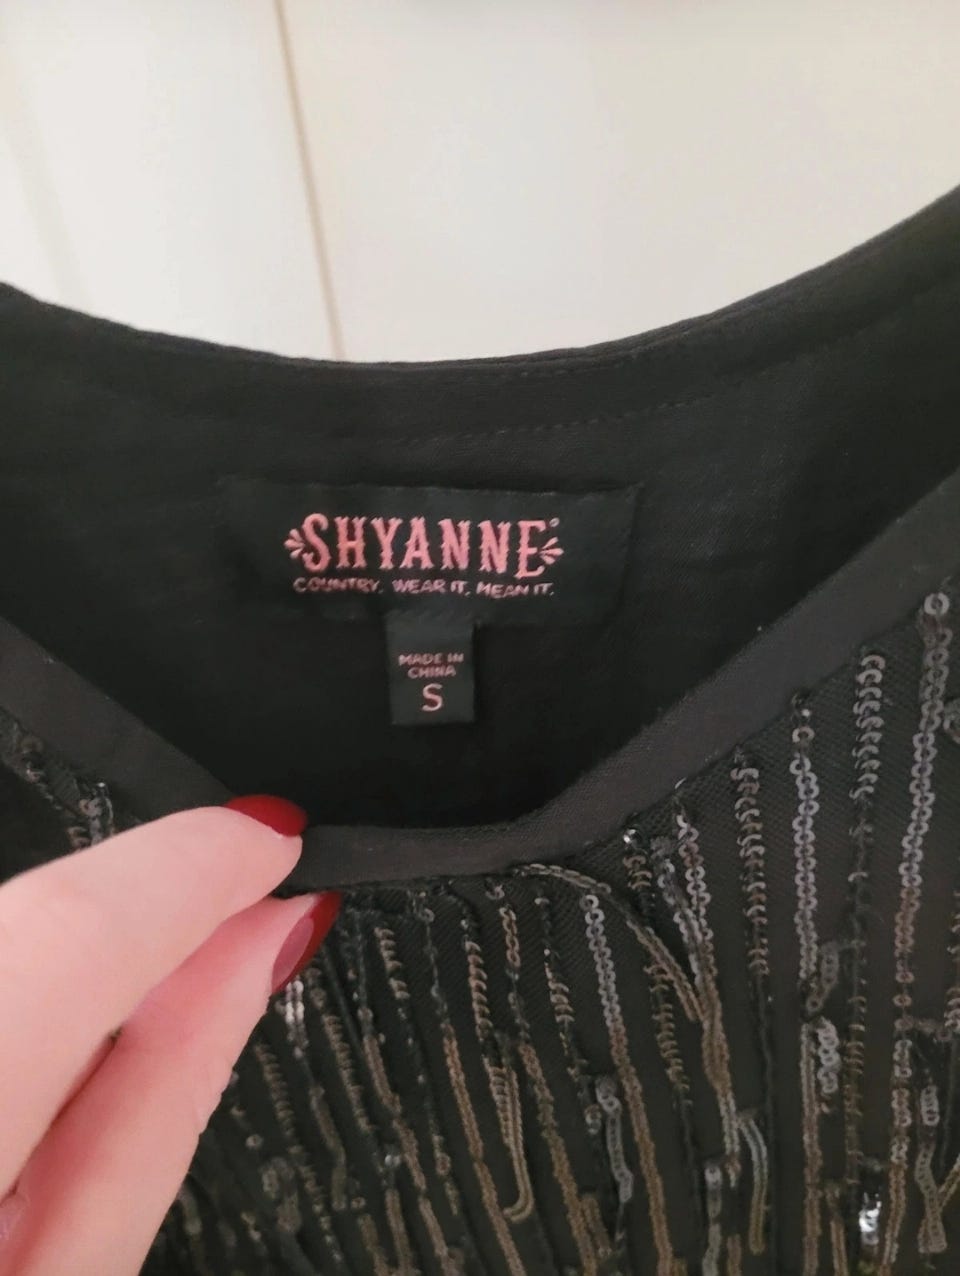 SHYANNE®
COUNTRY. WEAR IT. MEAN IT.
MADE IN
CHINA
S